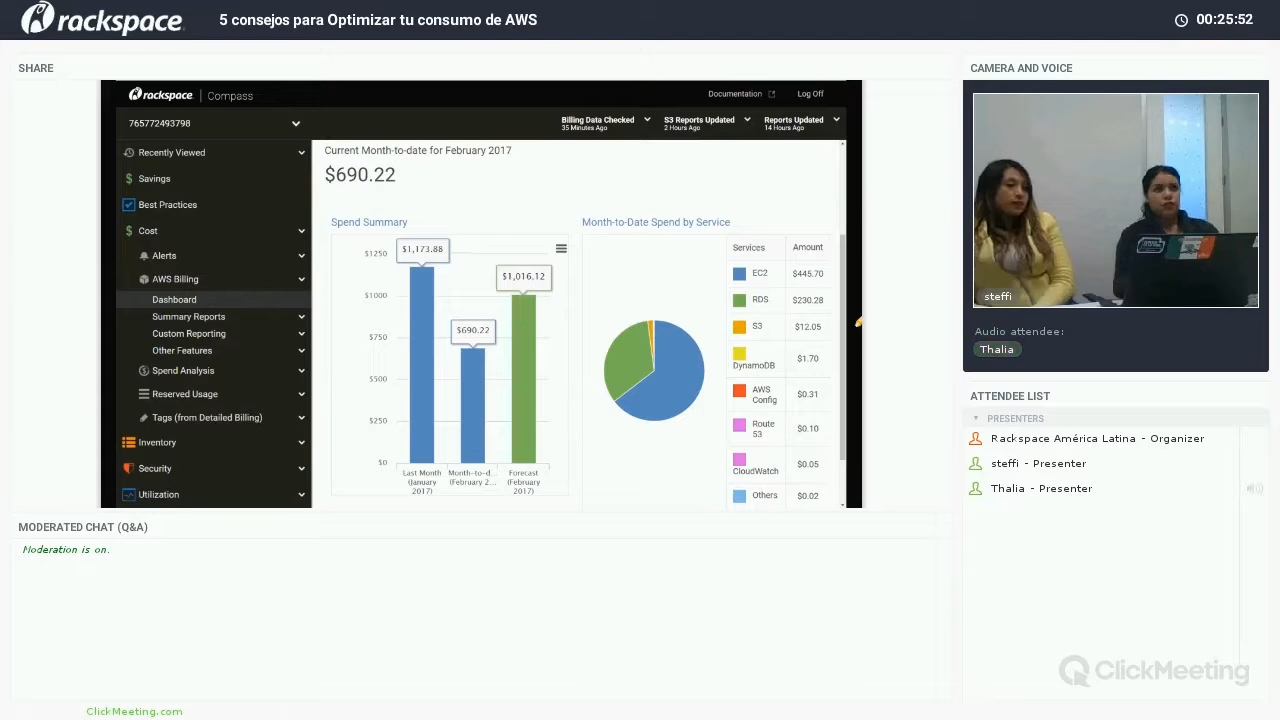 rackspace
5 consejos para Optimizar tu consumo de AWS
00:25:52
SHARE
rackspace | Compass
Documentation
Log Off
765772493798
Billing Data Checked
35 Minutes Ago
S3 Reports Updated
2 Hours Ago
Reports Updated
14 Hours Ago
Recently Viewed
Savings
Best Practices
Cost
Alerts
AWS Billing
Dashboard
Summary Reports
Custom Reporting
Other Features
Spend Analysis
Reserved Usage
Tags (from Detailed Billing)
Inventory
Security
Utilization
Current Month-to-date for February 2017
$690.22
Spend Summary
$1250
$1000
$750
$500
$250
$0
$1,173.88
$690.22
$1,016.12
Last Month
(January
2017)
Month-to-d...
(February 2...
Forecast
(February
2017)
Month-to-Date Spend by Service
Services Amount
EC2 $445.70
RDS $230.28
S3 $12.05
DynamoDB $1.70
AWS
Config $0.31
Route
53 $0.10
CloudWatch $0.05
Others $0.02
CAMERA AND VOICE
steffi
Audio attendee:
Thalia
ATTENDEE LIST
PRESENTERS
Rackspace América Latina - Organizer
steffi - Presenter
Thalia - Presenter
MODERATED CHAT (Q&A)
Moderation is on.
ClickMeeting
ClickMeeting.com